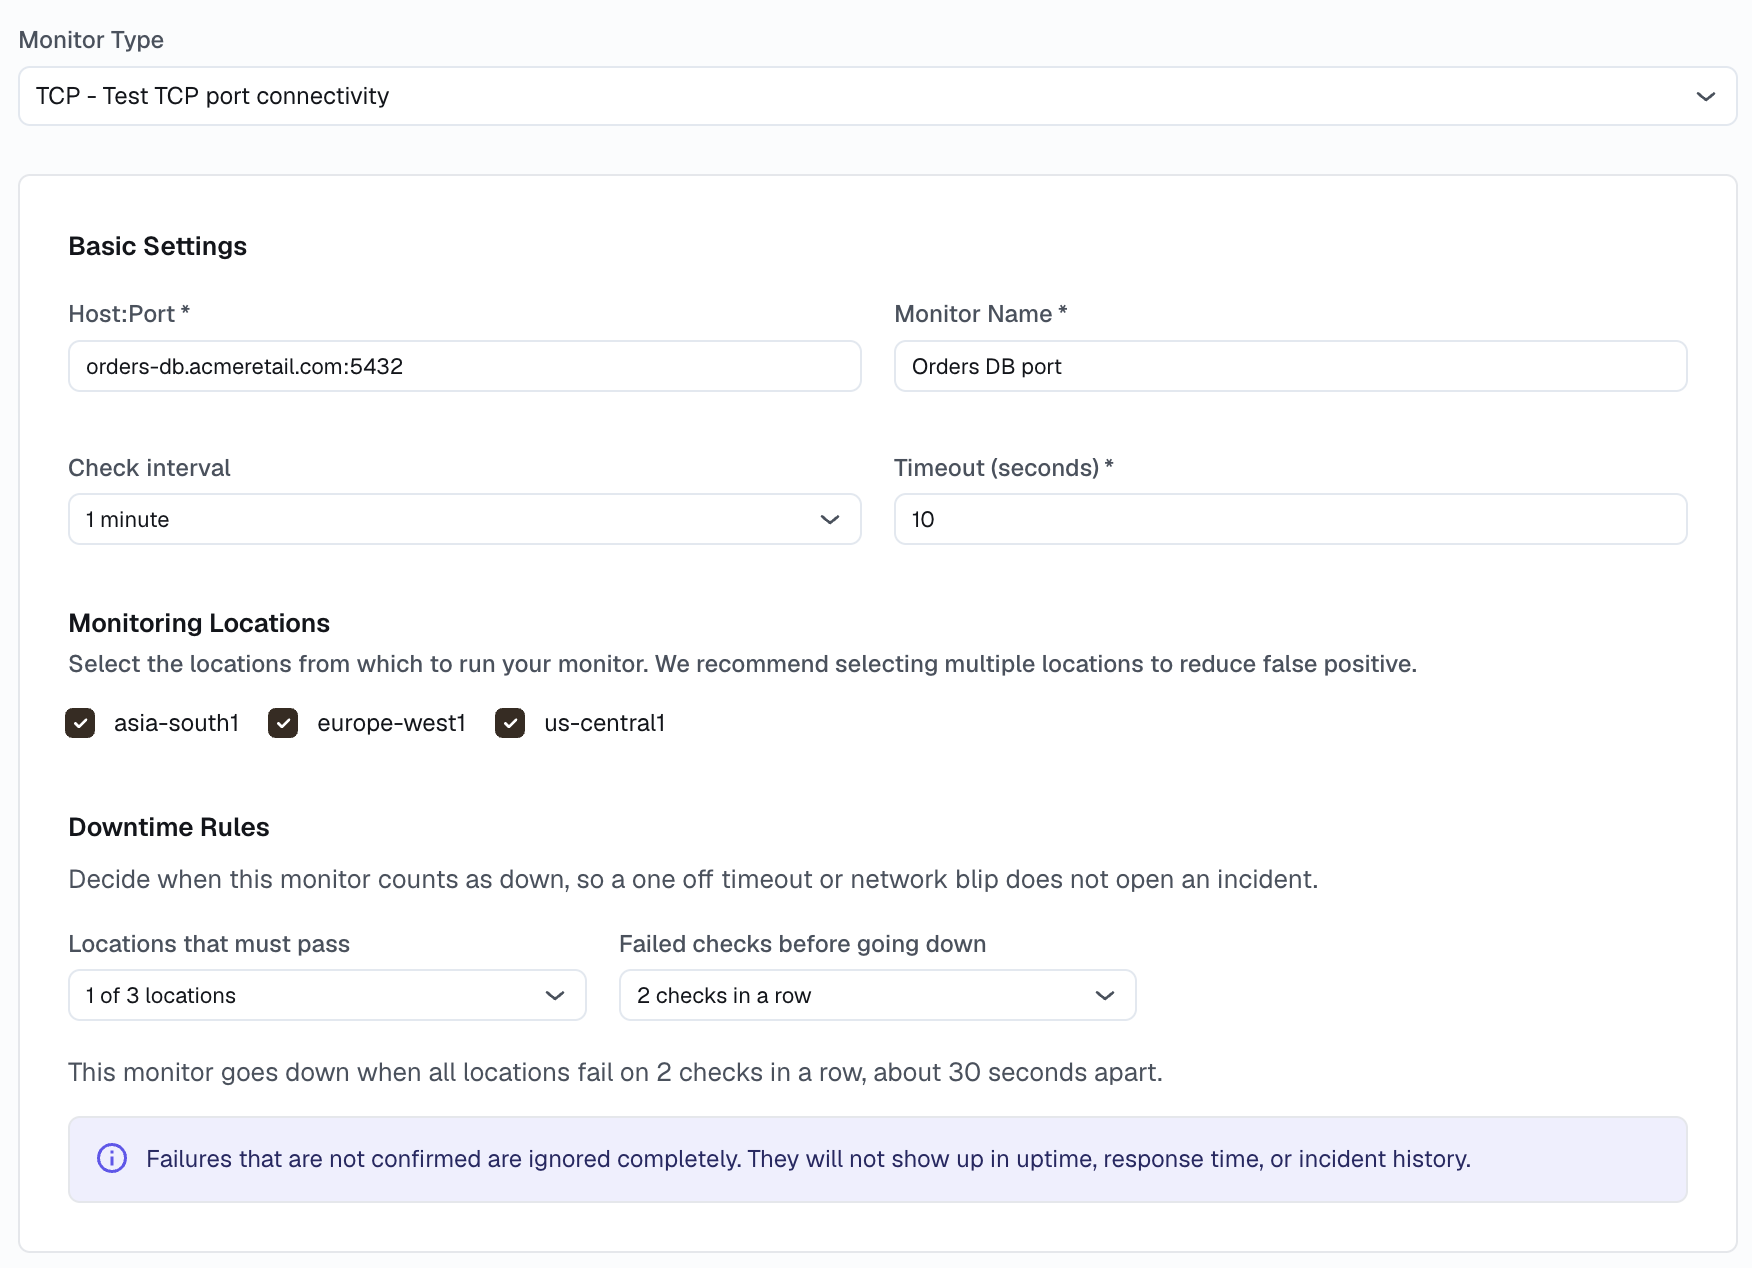 Monitor Type
TCP - Test TCP port connectivity
Basic Settings
Host:Port *
Monitor Name *
orders-db.acmeretail.com:5432
Orders DB port
Check interval
Timeout (seconds) *
1 minute
10
Monitoring Locations
Select the locations from which to run your monitor. We recommend selecting multiple locations to reduce false positive.
asia-south1 europe-west1 us-central1
Downtime Rules
Decide when this monitor counts as down, so a one off timeout or network blip does not open an incident.
Locations that must pass
Failed checks before going down
1 of 3 locations
2 checks in a row
This monitor goes down when all locations fail on 2 checks in a row, about 30 seconds apart.
Failures that are not confirmed are ignored completely. They will not show up in uptime, response time, or incident history.